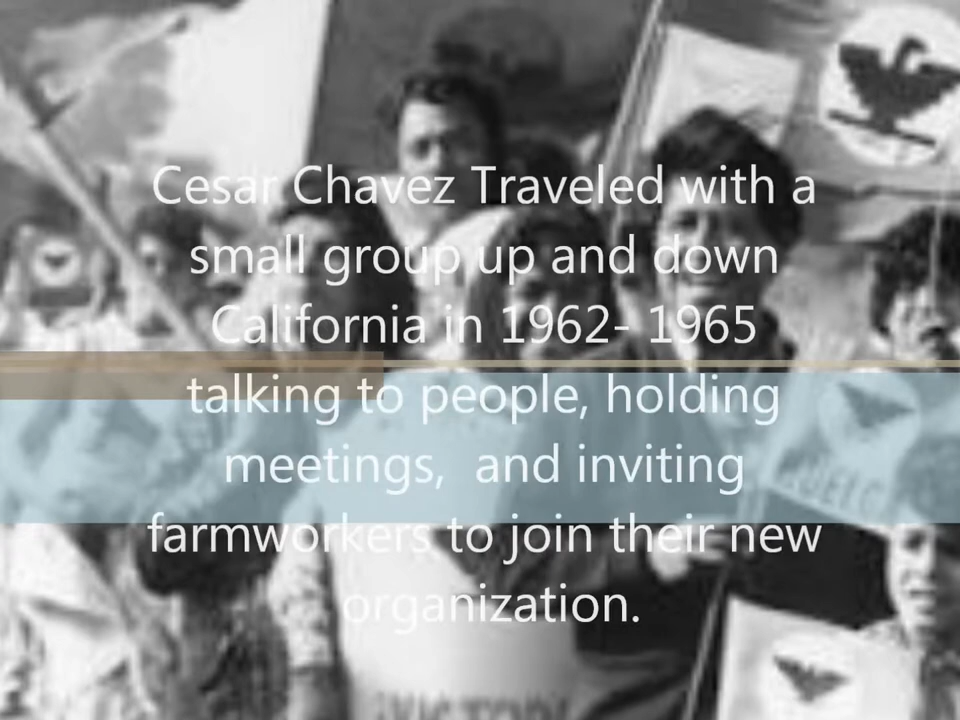 Cesar Chavez Traveled with a
small group up and down
California in 1962- 1965
talking to people, holding
meetings,  and inviting
farmworkers to join their new
organization.